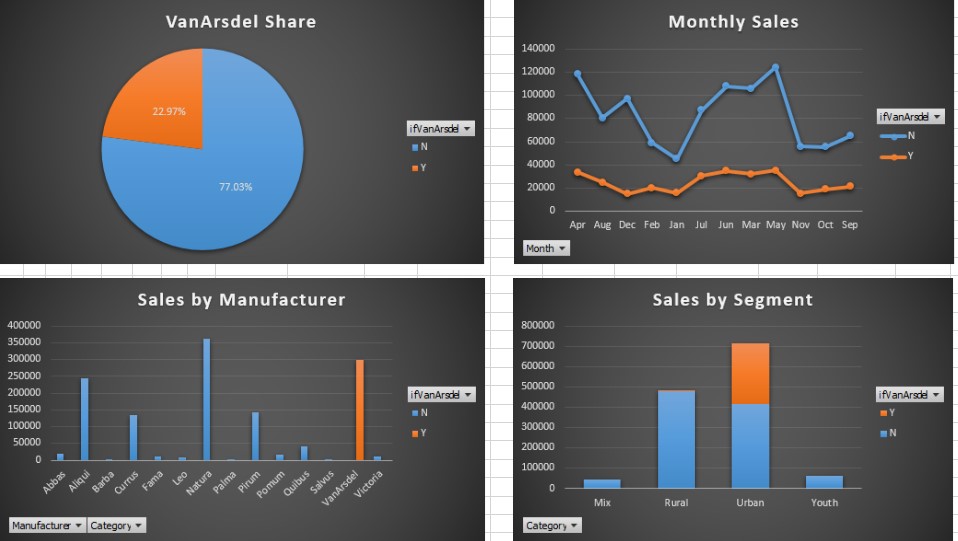 VanArsdel Share
22.97%
77.03%
ifVanArsdel
N
Y
Monthly Sales
140000
120000
100000
80000
60000
40000
20000
0
Apr Aug Dec Feb Jan Jul Jun Mar May Nov Oct Sep
ifVanArsdel
N
Y
Month
Sales by Manufacturer
400000
350000
300000
250000
200000
150000
100000
50000
0
Abbas Aliqui Barba Currus Fama Leo Natura Palma Pirum Pomum Quibus Salvus VanArsdel Victoria
ifVanArsdel
N
Y
Manufacturer Category
Sales by Segment
800000
700000
600000
500000
400000
300000
200000
100000
0
Mix Rural Urban Youth
ifVanArsdel
Y
N
Category